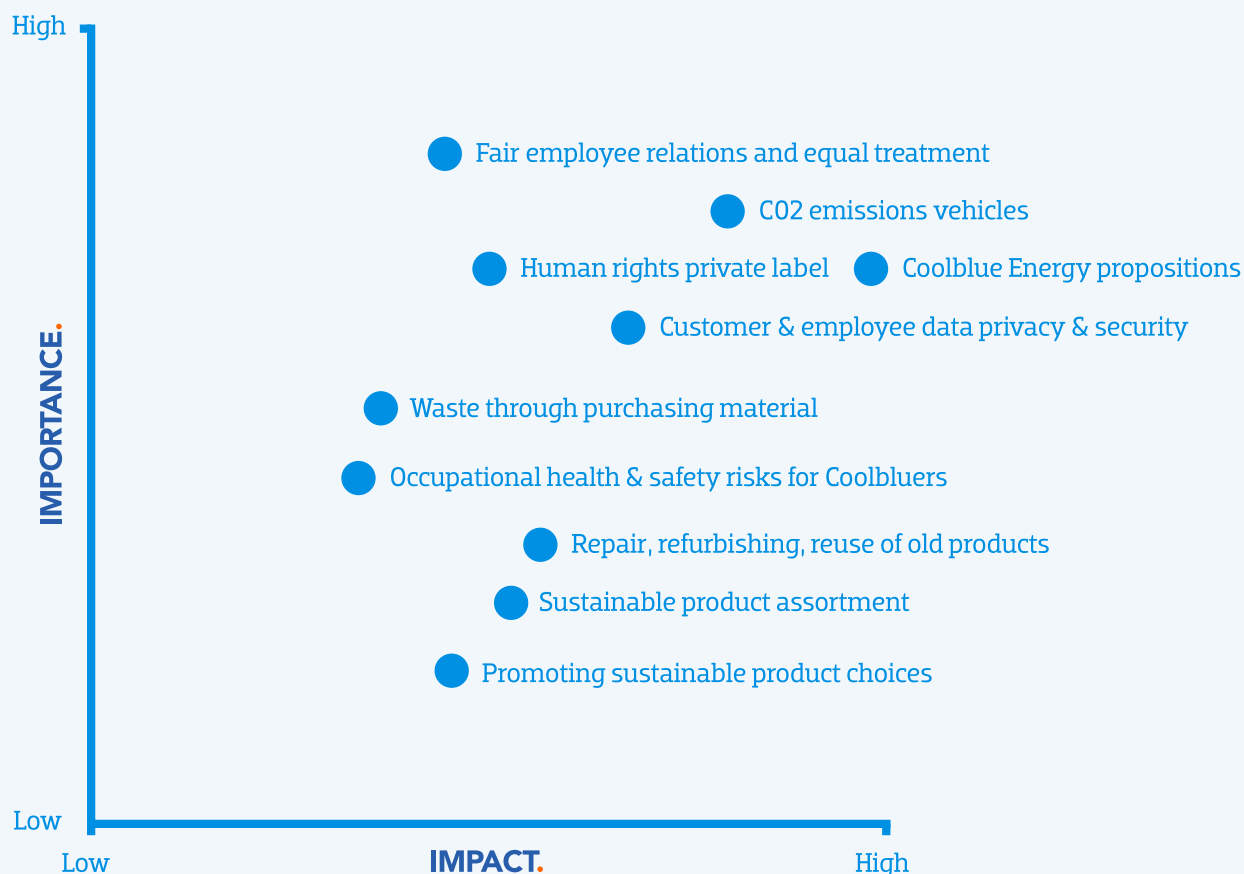 High
Fair employee relations and equal treatment
CO2 emissions vehicles
Human rights private label
Coolblue Energy propositions
Customer & employee data privacy & security
IMPORTANCE.
Waste through purchasing material
Occupational health & safety risks for Coolbluers
Repair, refurbishing, reuse of old products
Sustainable product assortment
Promoting sustainable product choices
Low
Low
IMPACT.
High